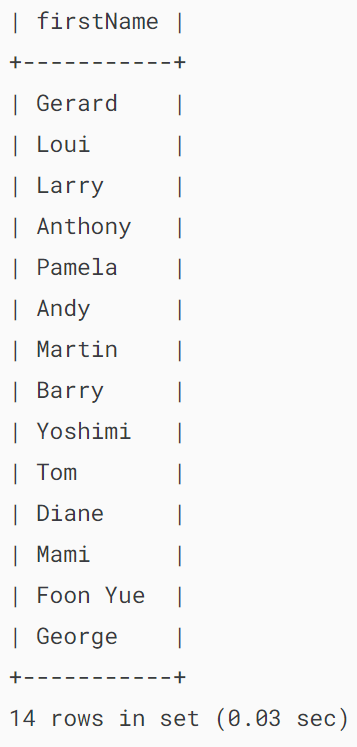 | firstName |
+-----------+
| Gerard    |
| Loui      |
| Larry     |
| Anthony   |
| Pamela    |
| Andy      |
| Martin    |
| Barry     |
| Yoshimi   |
| Tom       |
| Diane     |
| Mami      |
| Foon Yue  |
| George    |
+-----------+
14 rows in set (0.03 sec)